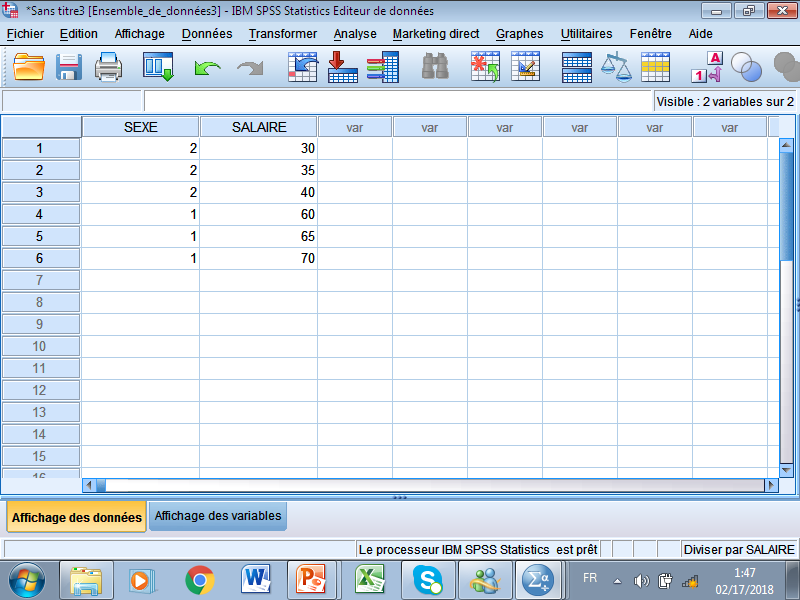 *Sans titre3 [Ensemble_de_données3] - IBM SPSS Statistics Editeur de données
Fichier Edition Affichage Données Transformer Analyse Marketing direct Graphes Utilitaires Fenêtre Aide
1 A
Visible : 2 variables sur 2
SEXE SALAIRE var var var var var var
1 2 30
2 2 35
3 2 40
4 1 60
5 1 65
6 1 70
7
8
9
10
11
12
13
14
15
16
Affichage des données Affichage des variables
Le processeur IBM SPSS Statistics est prêt Diviser par SALAIRE
W P X S Σα FR 1:47
02/17/2018